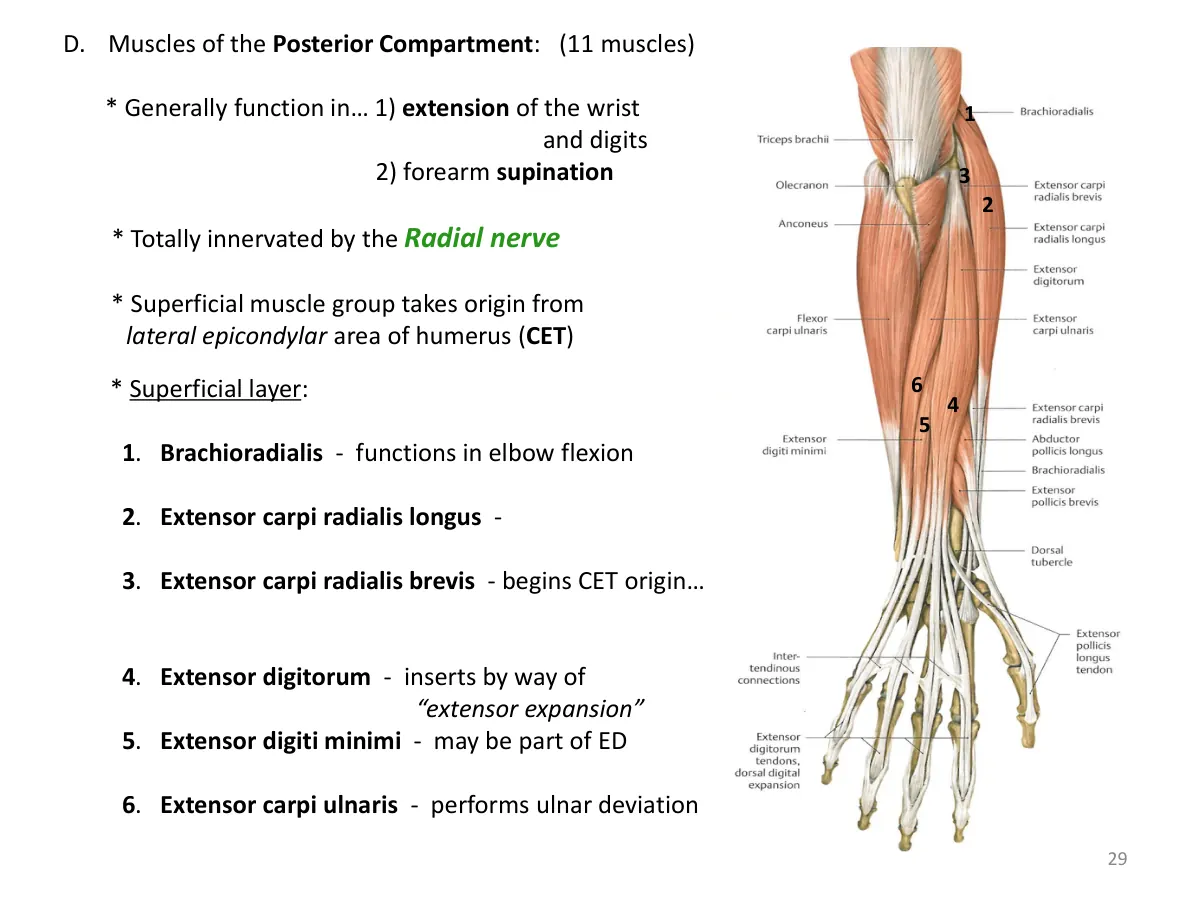 D. Muscles of the Posterior Compartment: (11 muscles)
* Generally function in… 1) extension of the wrist
and digits
2) forearm supination
* Totally innervated by the Radial nerve
* Superficial muscle group takes origin from
lateral epicondylar area of humerus (CET)
* Superficial layer:
1. Brachioradialis - functions in elbow flexion
2. Extensor carpi radialis longus -
3. Extensor carpi radialis brevis - begins CET origin…
4. Extensor digitorum - inserts by way of
“extensor expansion”
5. Extensor digiti minimi - may be part of ED
6. Extensor carpi ulnaris - performs ulnar deviation
Triceps brachii
Olecranon
Anconeus
Flexor
carpi ulnaris
Extensor
digiti minimi
Inter-
tendinous
connections
Extensor
digitorum
tendons,
dorsal digital
expansion
1
3
2
6
4
5
Brachioradialis
Extensor carpi
radialis brevis
Extensor carpi
radialis longus
Extensor
digitorum
Extensor
carpi ulnaris
Extensor carpi
radialis brevis
Abductor
pollicis longus
Brachioradialis
Extensor
pollicis brevis
Dorsal
tubercle
Extensor
pollicis
longus
tendon
29